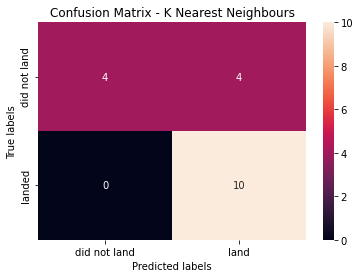 Confusion Matrix - K Nearest Neighbours
True labels
did not land
landed
4 4
0 10
did not land land
Predicted labels
10
8
6
4
2
0